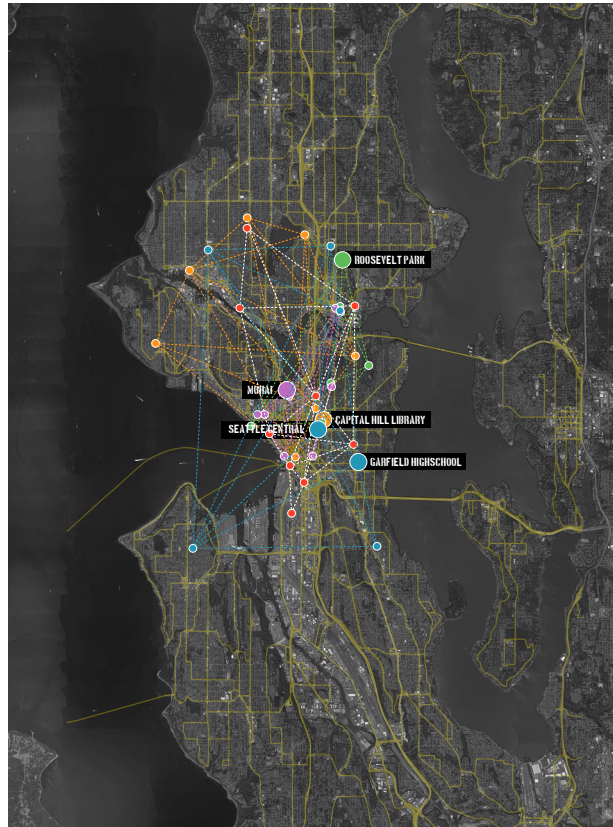 ROOSEVELT PARK
MOHAI
CAPITAL HILL LIBRARY
SEATTLE CENTRAL
GARFIELD HIGHSCHOOL